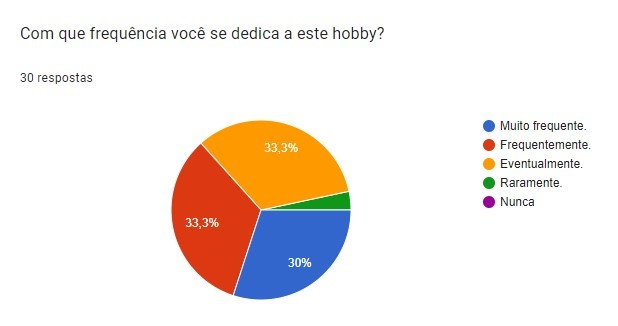 Com que frequência você se dedica a este hobby?
30 respostas
33,3%
33,3%
30%
Muito frequente.
Frequentemente.
Eventualmente.
Raramente.
Nunca